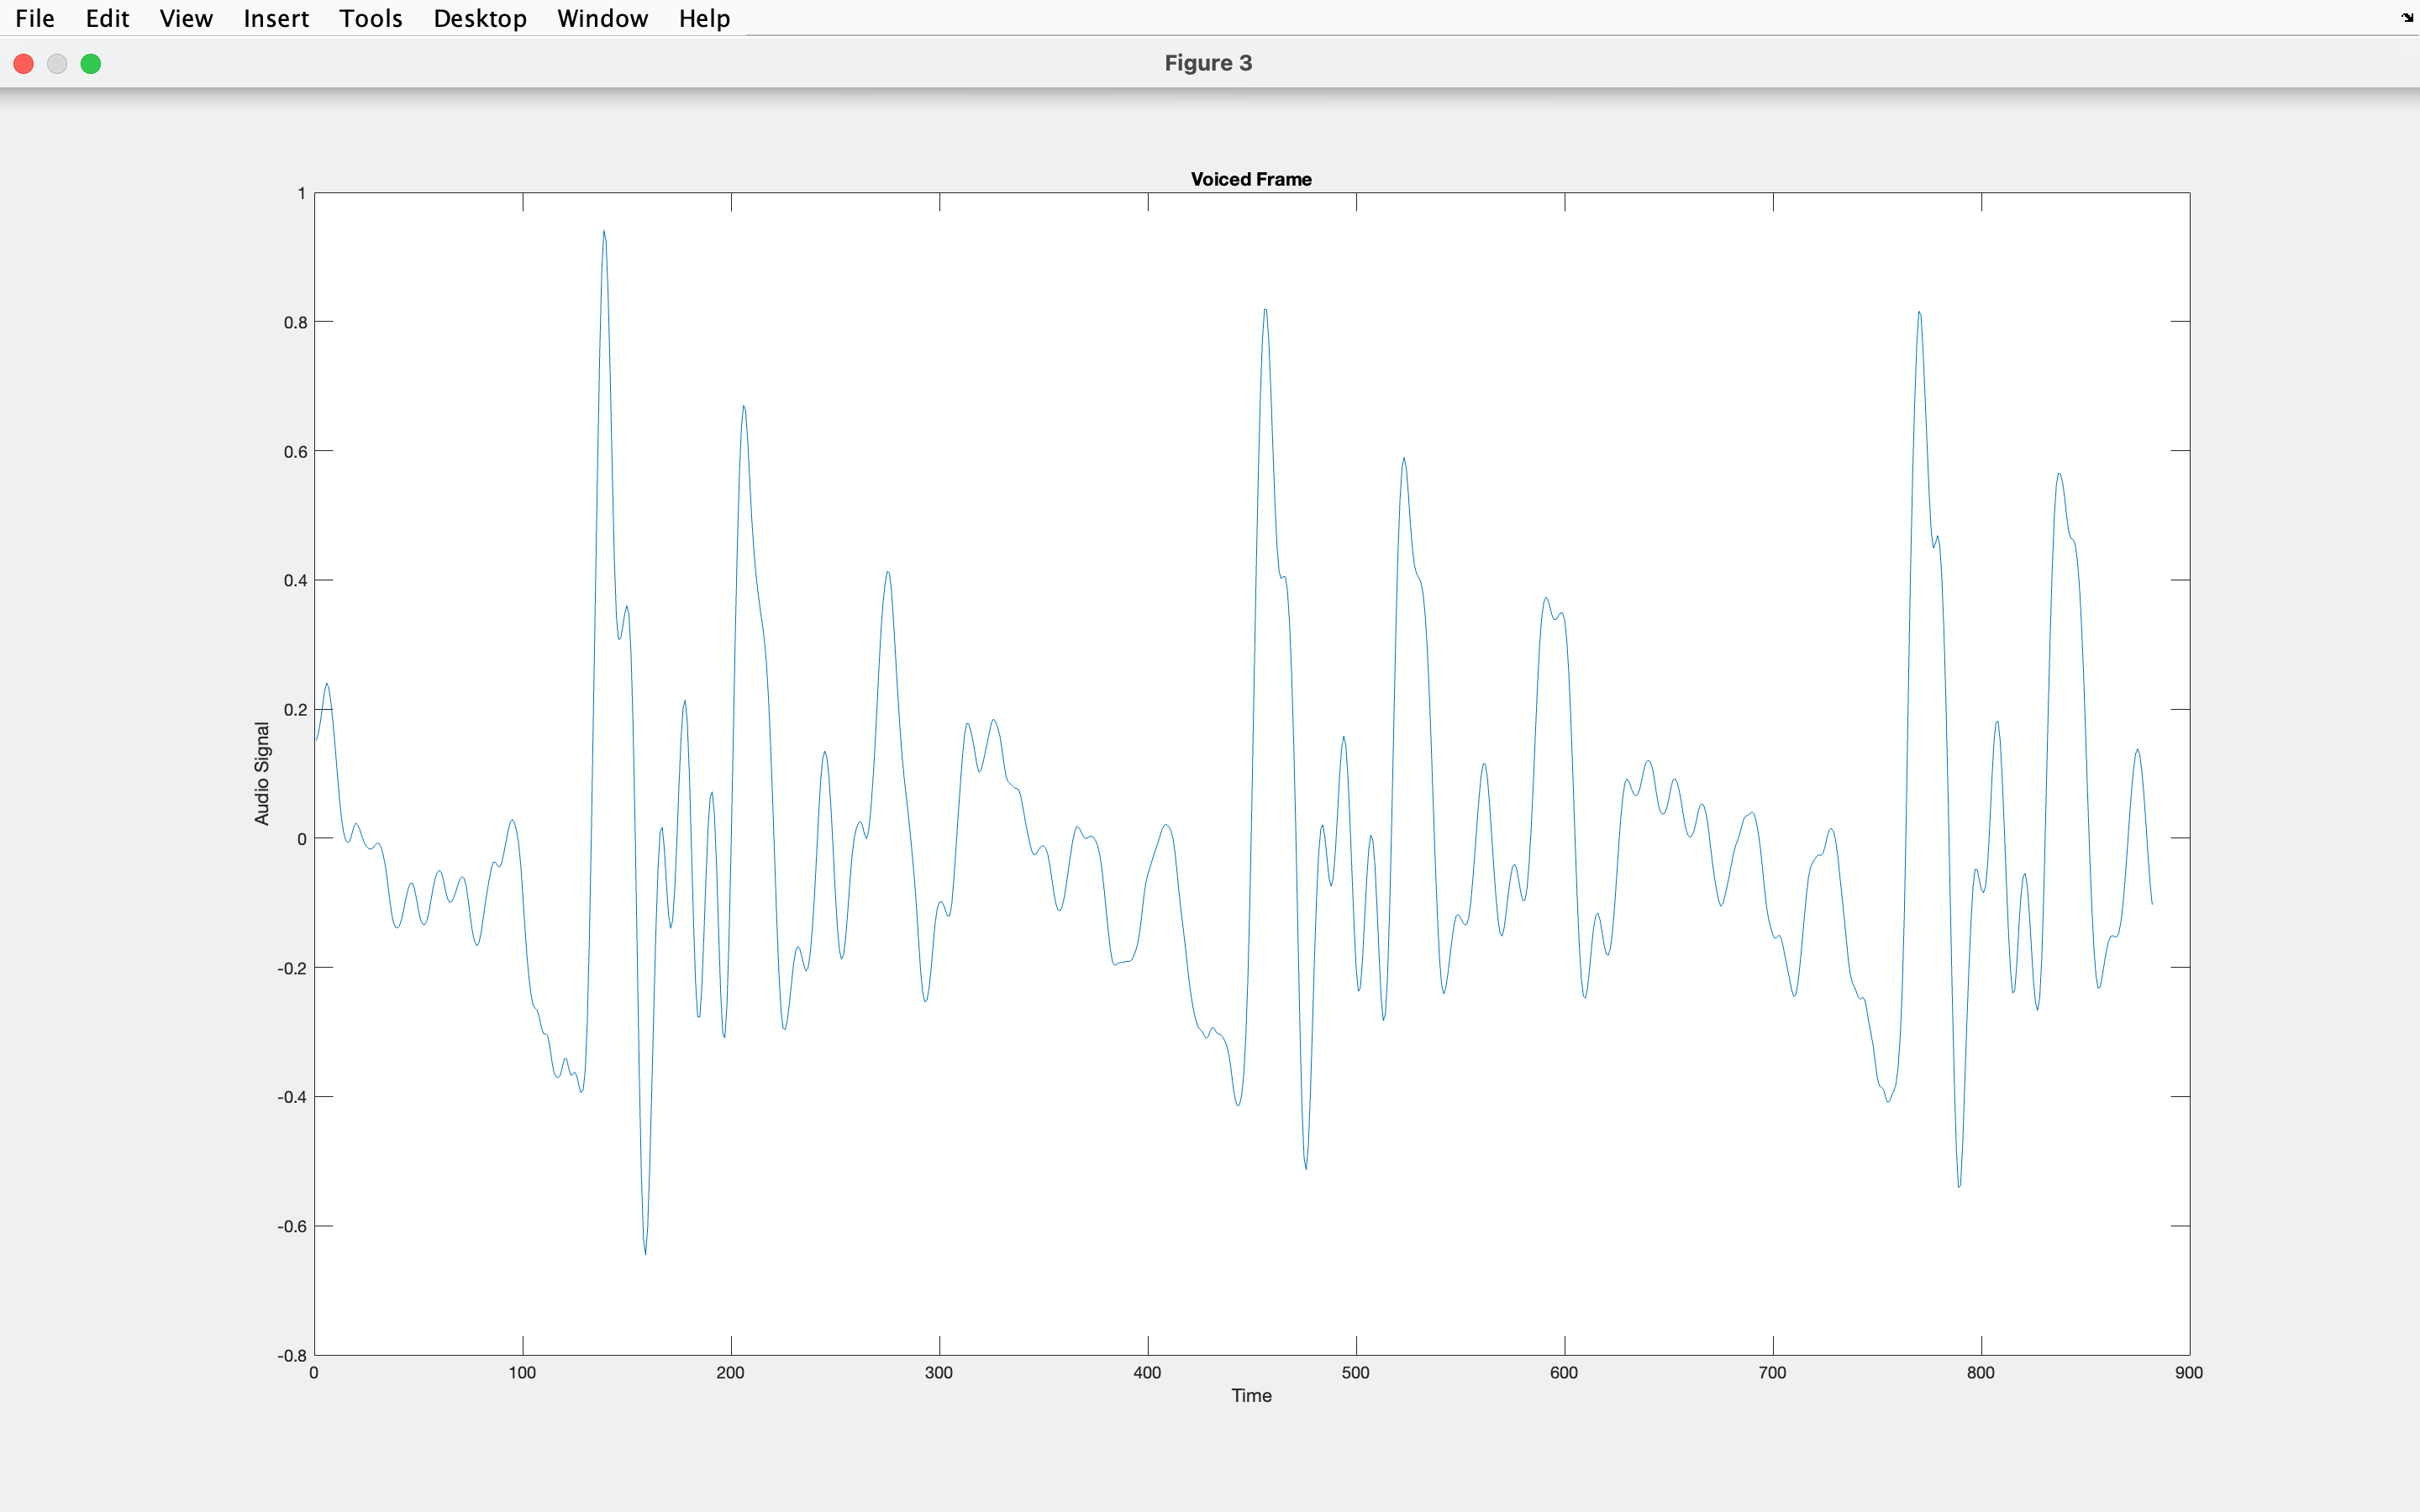 File Edit View Insert Tools Desktop Window Help
Figure 3
Voiced Frame
1
0.8
0.6
0.4
0.2
0
-0.2
-0.4
-0.6
-0.8
Audio Signal
0 100 200 300 400 500 600 700 800 900
Time